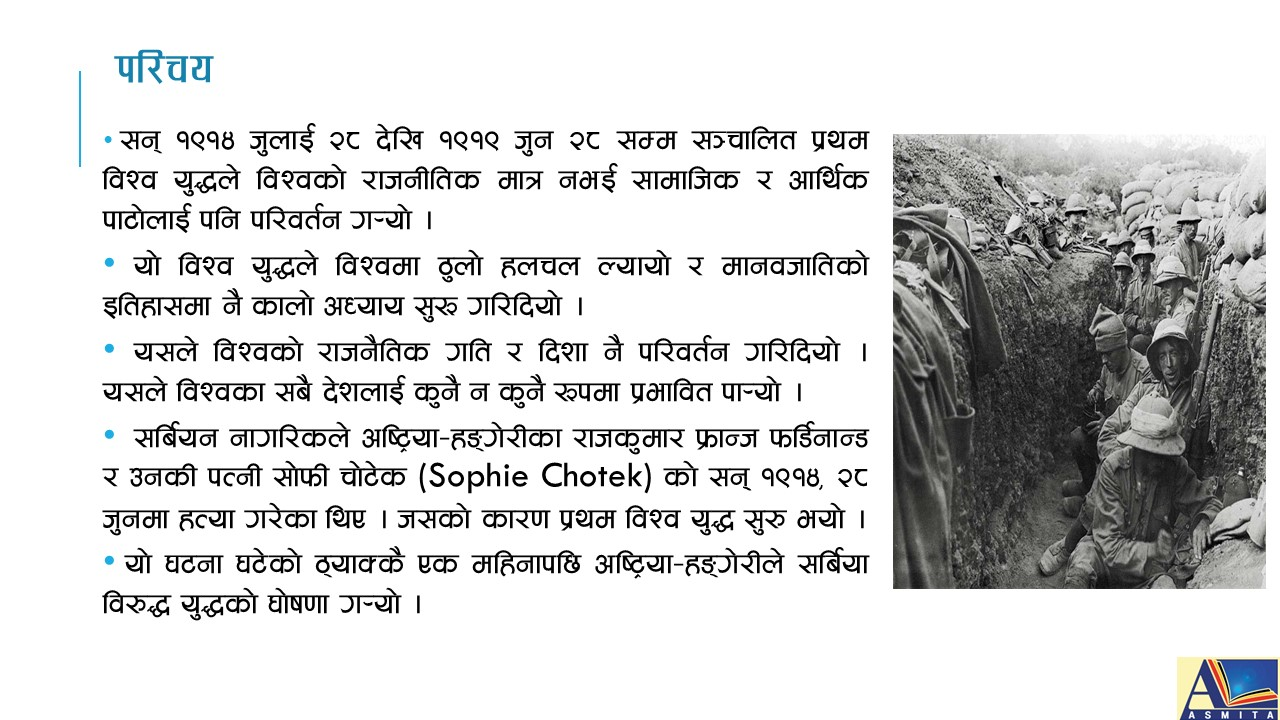 परिचय
• सन् १९१४ जुलाई २८ देखि १९१९ जुन २८ सम्म सञ्चालित प्रथम
विश्व युद्धले विश्वको राजनीतिक मात्र नभई सामाजिक र आर्थिक
पाटोलाई पनि परिवर्तन गर्‍यो ।
• यो विश्व युद्धले विश्वमा ठुलो हलचल ल्यायो र मानवजातिको
इतिहासमा नै कालो अध्याय सुरु गरिदियो ।
• यसले विश्वको राजनैतिक गति र दिशा नै परिवर्तन गरिदियो ।
यसले विश्वका सबै देशलाई कुनै न कुनै रुपमा प्रभावित पार्‍यो ।
• सर्बियन नागरिकले अष्ट्रिया-हङ्गेरीका राजकुमार फ्रान्ज फर्डिनान्ड
र उनकी पत्नी सोफी चोटेक (Sophie Chotek) को सन् १९१४, २८
जुनमा हत्या गरेका थिए । जसको कारण प्रथम विश्व युद्ध सुरु भयो ।
• यो घटना घटेको ठ्याक्कै एक महिनापछि अष्ट्रिया-हङ्गेरीले सर्बिया
विरुद्ध युद्धको घोषणा गर्‍यो ।
ASMITA